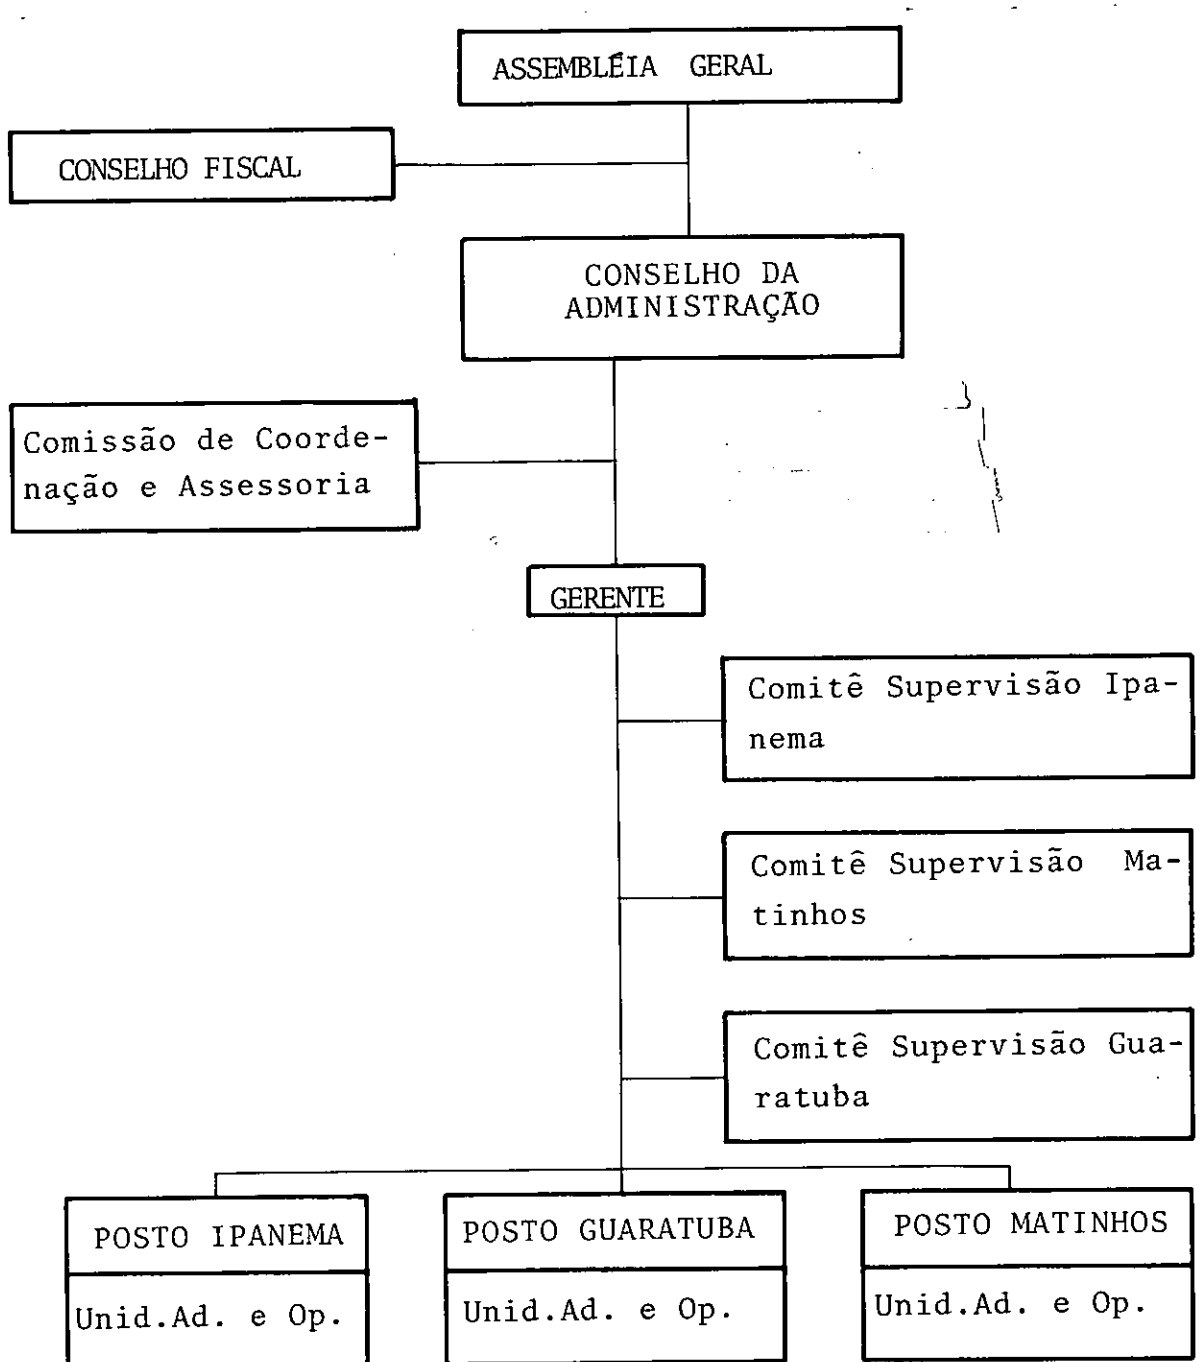 ASSEMBLÉIA GERAL
CONSELHO FISCAL
CONSELHO DA
ADMINISTRAÇÃO
Comissão de Coorde-
nação e Assessoria
GERENTE
Comitê Supervisão Ipa-
nema
Comitê Supervisão Ma-
tinhos
Comitê Supervisão Gua-
ratuba
POSTO IPANEMA
Unid.Ad. e Op.
POSTO GUARATUBA
Unid.Ad. e Op.
POSTO MATINHOS
Unid.Ad. e Op.